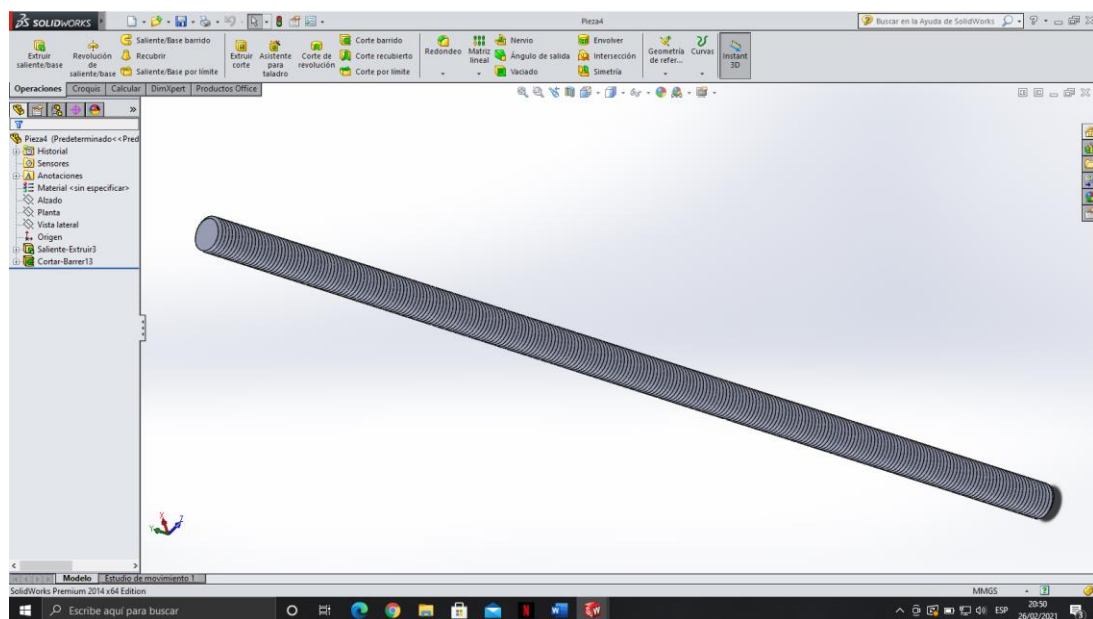 SOLIDWORKS
Pieza4
Buscar en la Ayuda de SolidWorks
Extruir saliente/base
Revolución de saliente/base
Saliente/Base barrido
Recubrir
Saliente/Base por límite
Extruir corte
Asistente para taladro
Corte de revolución
Corte barrido
Corte recubierto
Corte por límite
Redondeo
Matriz lineal
Nervio
Ángulo de salida
Vaciado
Envolver
Intersección
Simetría
Geometría de refer...
Curvas
Instant 3D
Operaciones Croquis Calcular DimXpert Productos Office
Pieza4 (Predeterminado<<Pred
Historial
Sensores
Anotaciones
Material <sin especificar>
Alzado
Planta
Vista lateral
Origen
Saliente-Extruir3
Cortar-Barrer13
X
Y
Z
Modelo Estudio de movimiento 1
SolidWorks Premium 2014 x64 Edition
MMGS
Escribe aquí para buscar
ESP
20:50
26/02/2021